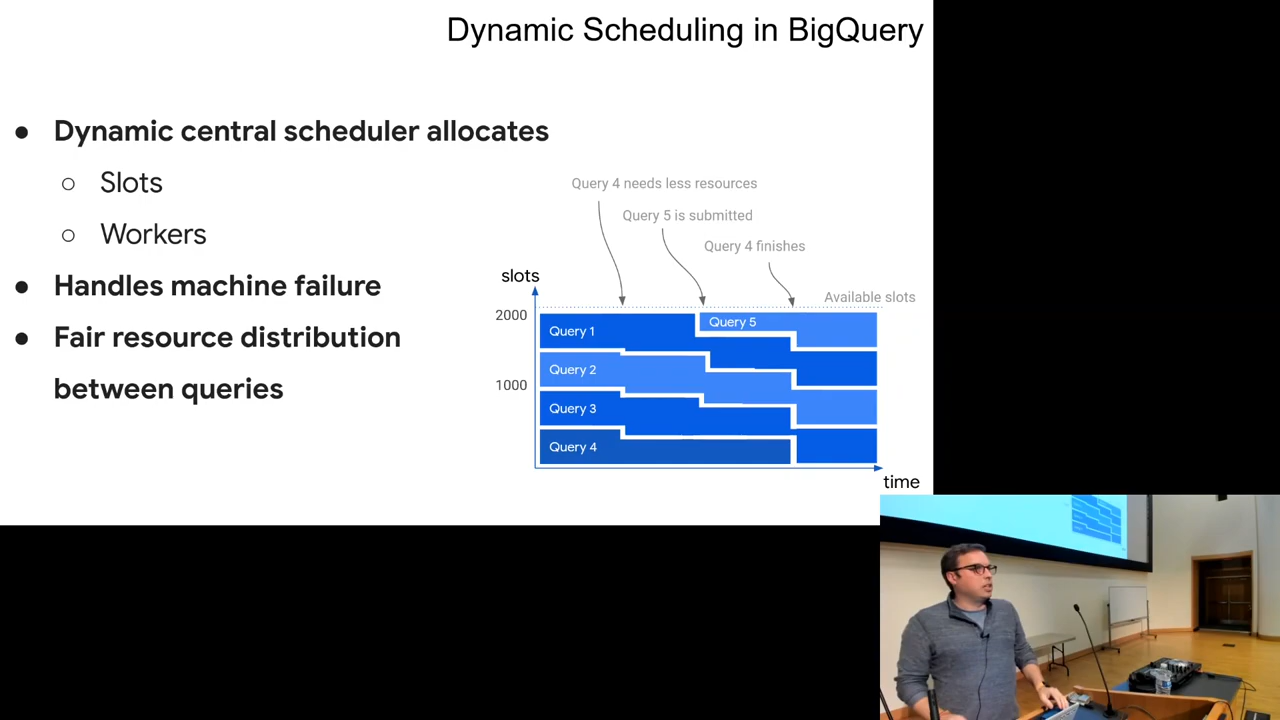 Dynamic Scheduling in BigQuery
● Dynamic central scheduler allocates
○ Slots
○ Workers
● Handles machine failure
● Fair resource distribution
between queries
Query 4 needs less resources
Query 5 is submitted
Query 4 finishes
slots
Available slots
2000
Query 5
Query 1
Query 2
1000
Query 3
Query 4
time